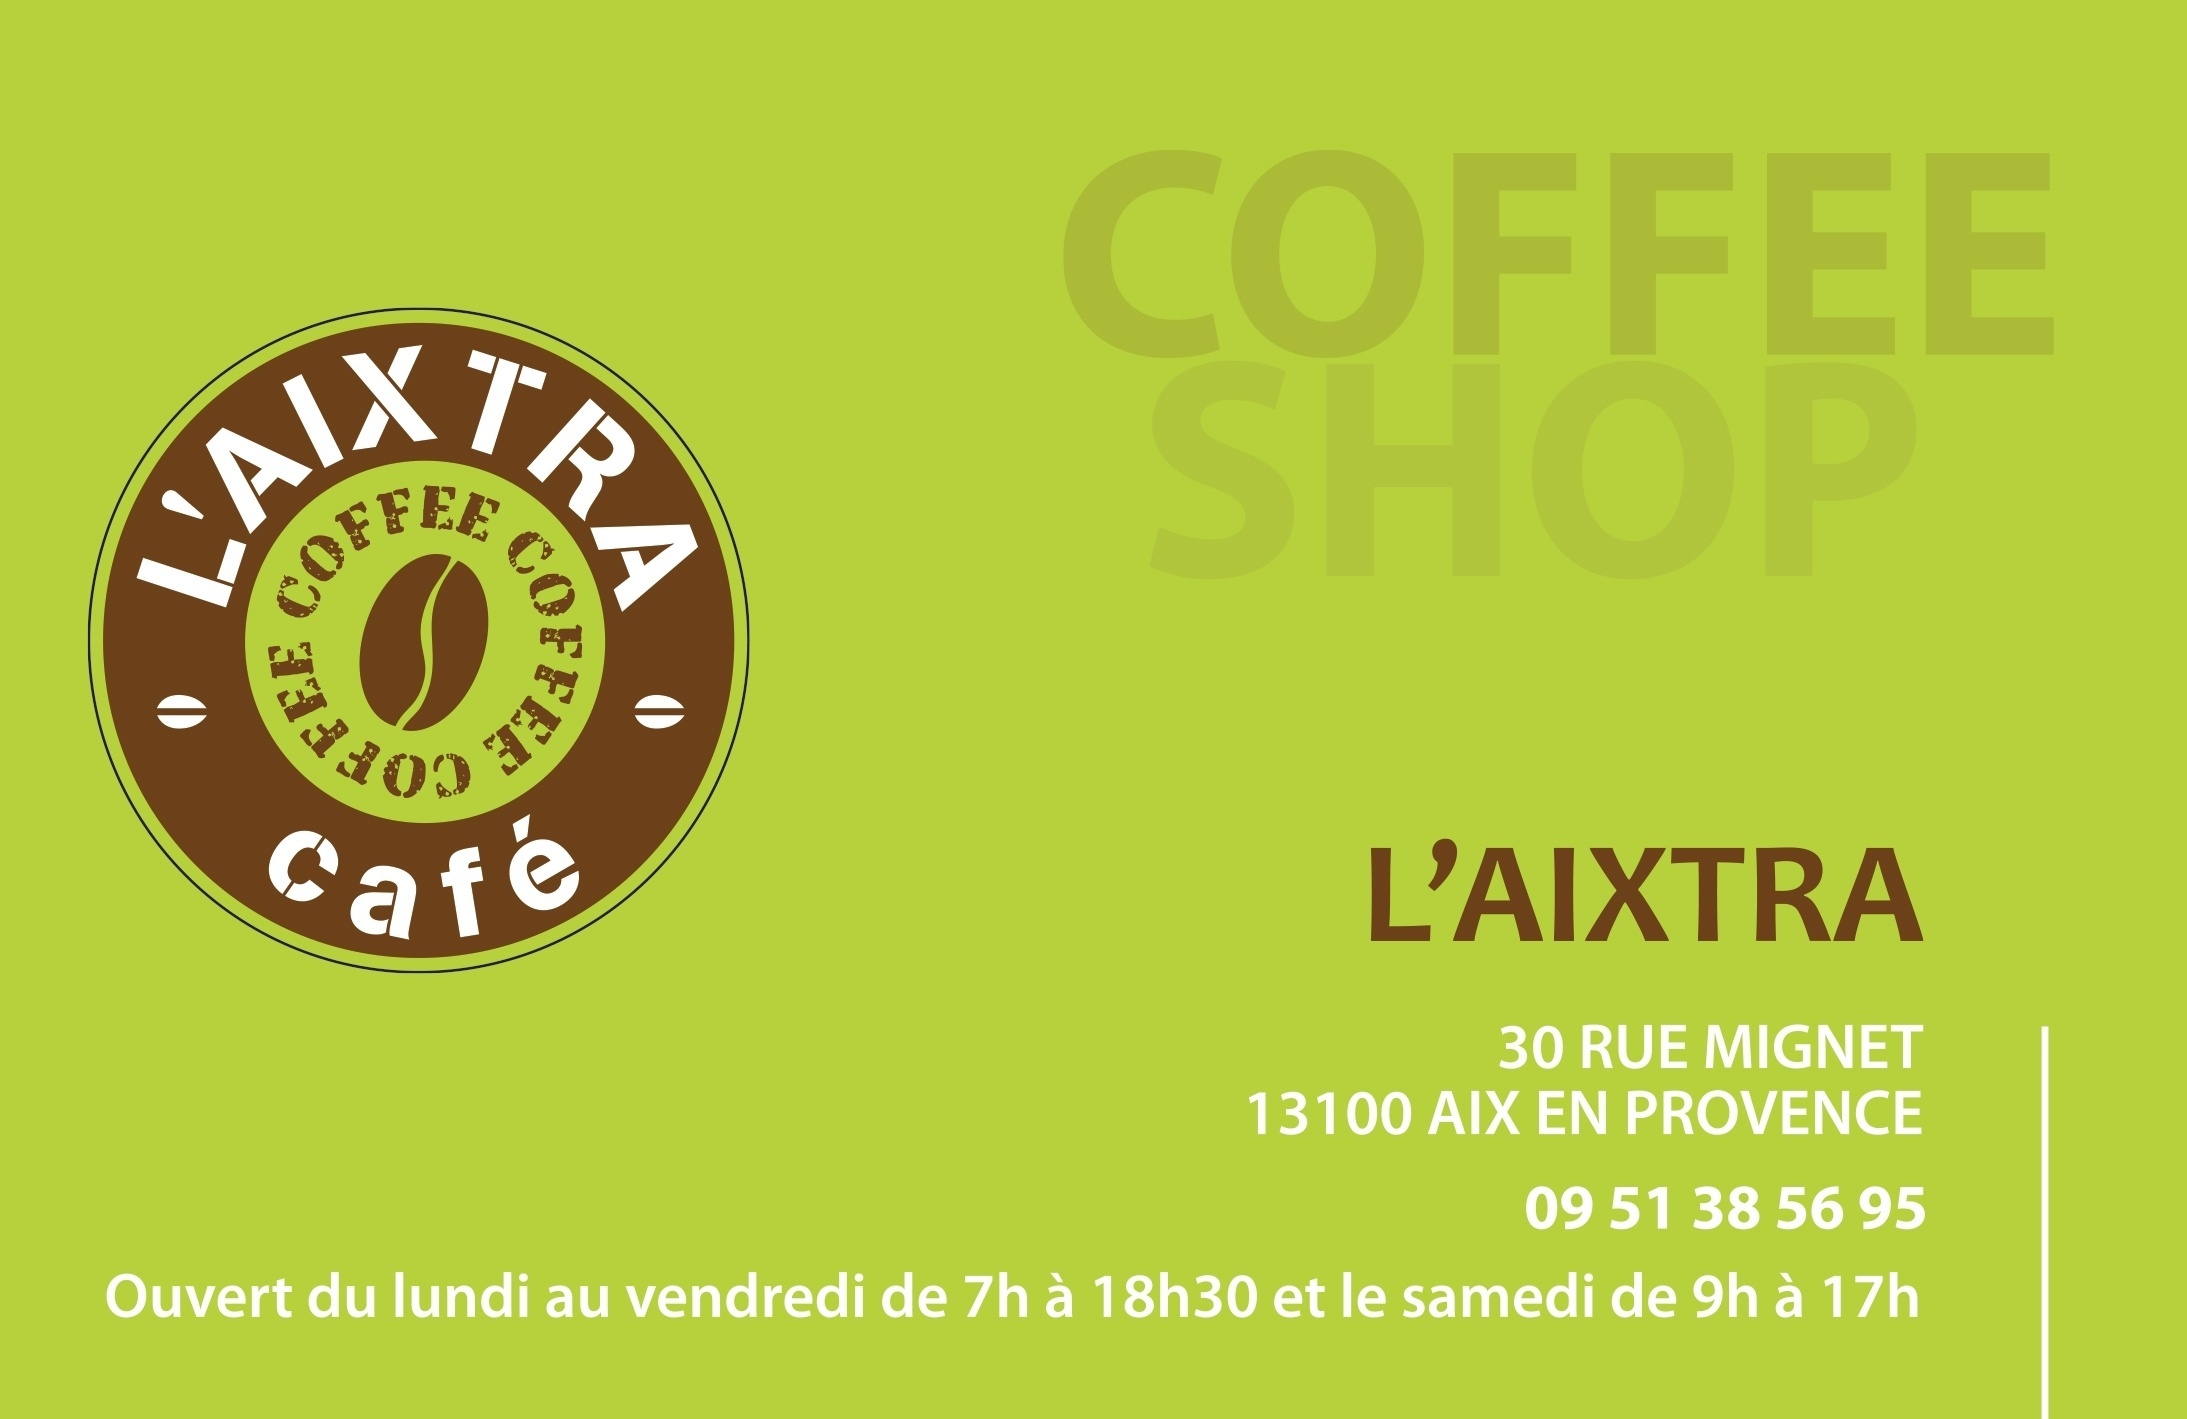 COFFEE
SHOP
L'AIXTRA
COFFEE COFFEE COFFEE
café
L’AIXTRA
30 RUE MIGNET
13100 AIX EN PROVENCE
09 51 38 56 95
Ouvert du lundi au vendredi de 7h à 18h30 et le samedi de 9h à 17h